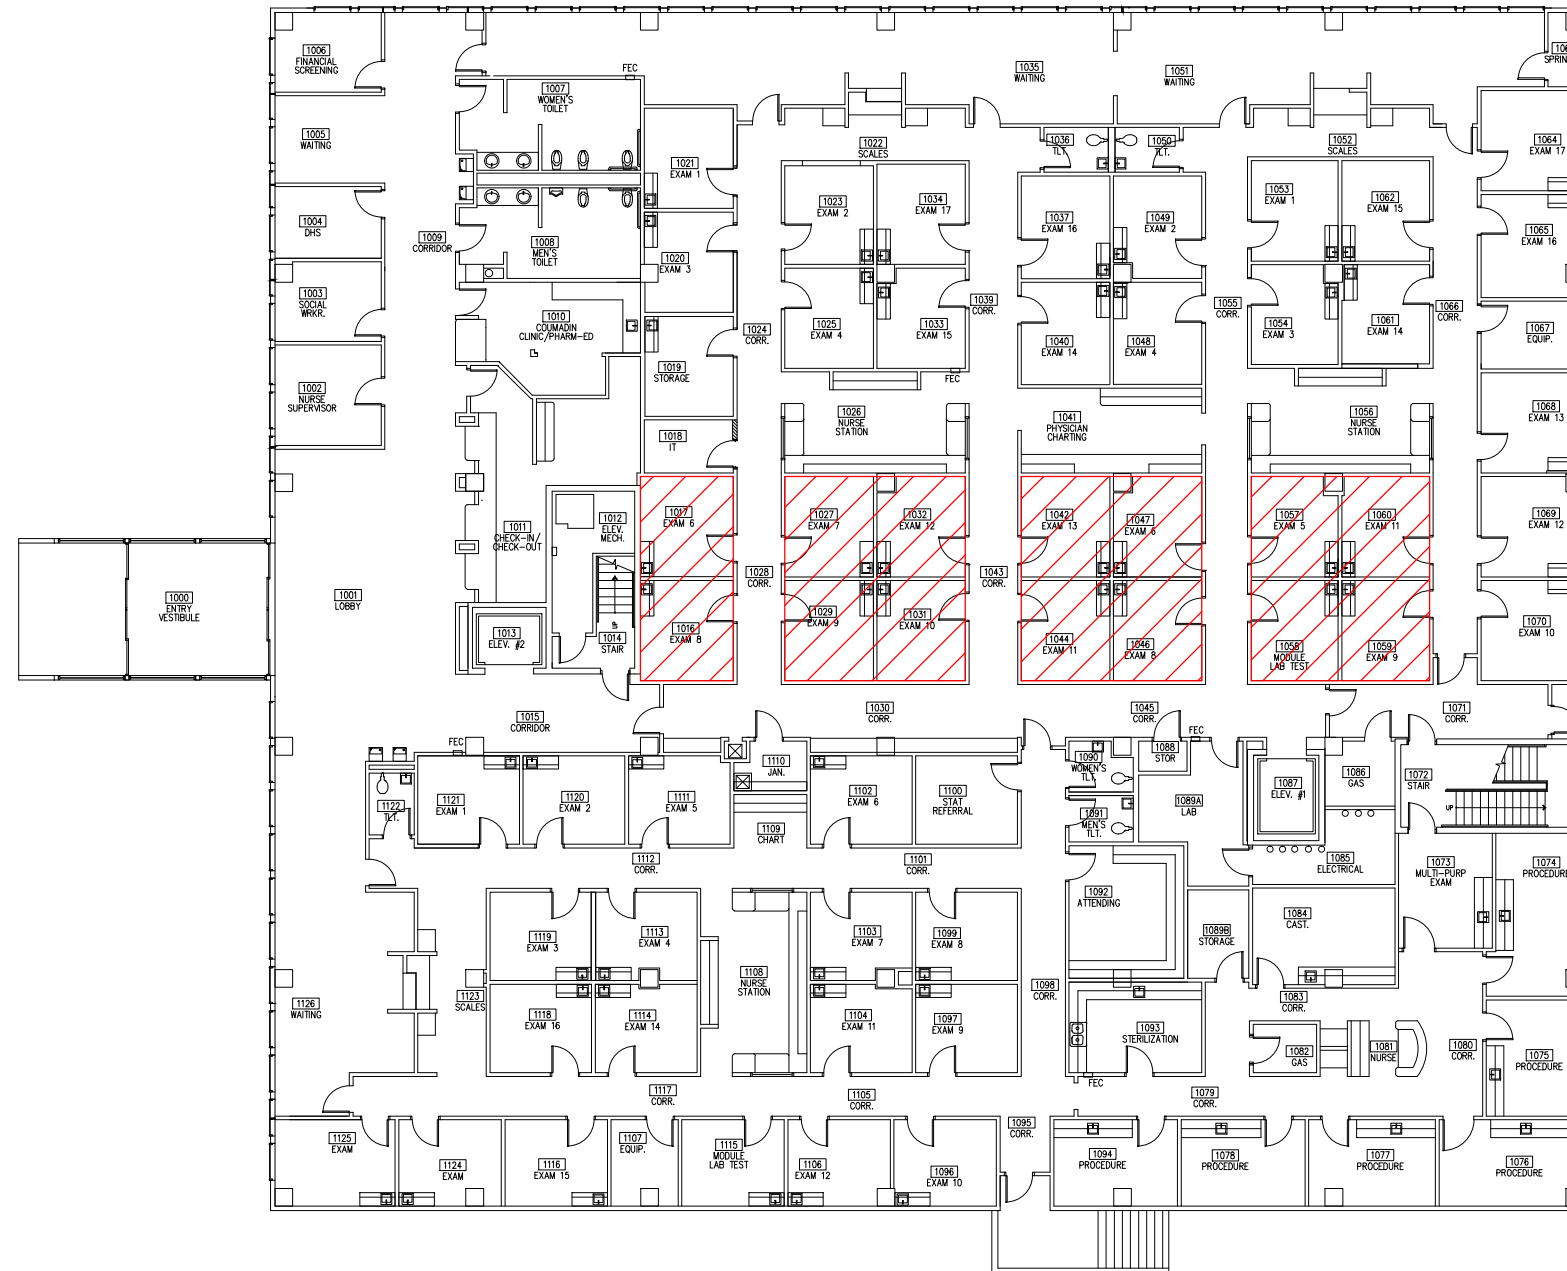 1006
FINANCIAL
SCREENING
1005
WAITING
1004
DHS
1003
SOCIAL
WRKR.
1002
NURSE
SUPERVISOR
1009
CORRIDOR
FEC
1007
WOMEN'S
TOILET
1008
MEN'S
TOILET
1010
COUMADIN
CLINIC/PHARM-ED
1021
EXAM 1
1020
EXAM 3
1019
STORAGE
1018
IT
1024
CORR.
1022
SCALES
1023
EXAM 2
1034
EXAM 17
1025
EXAM 4
1033
EXAM 15
FEC
1026
NURSE
STATION
1039
CORR.
1035
WAITING
1051
WAITING
1036
TLT.
1050
TLT.
1037
EXAM 16
1049
EXAM 2
1040
EXAM 14
1048
EXAM 4
1041
PHYSICIAN
CHARTING
1055
CORR.
1052
SCALES
1053
EXAM 1
1062
EXAM 15
1054
EXAM 3
1061
EXAM 14
1056
NURSE
STATION
1066
CORR.
1064
EXAM 17
1065
EXAM 16
1067
EQUIP.
1068
EXAM 13
1069
EXAM 12
1070
EXAM 10
1000
ENTRY
VESTIBULE
1001
LOBBY
1011
CHECK-IN/
CHECK-OUT
1012
ELEV.
MECH.
1013
ELEV. #2
UP
1014
STAIR
1017
EXAM 6
1016
EXAM 8
1028
CORR.
1027
EXAM 7
1032
EXAM 12
1029
EXAM 9
1031
EXAM 10
1043
CORR.
1042
EXAM 13
1047
EXAM 6
1044
EXAM 11
1046
EXAM 8
1057
EXAM 5
1060
EXAM 11
1058
MODULE
LAB TEST
1059
EXAM 9
1015
CORRIDOR
FEC
1030
CORR.
1045
CORR.
FEC
1071
CORR.
1122
TLT.
1121
EXAM 1
1120
EXAM 2
1111
EXAM 5
1110
JAN.
1109
CHART
1102
EXAM 6
1100
STAT
REFERRAL
1090
WOMEN'S
TLT.
1091
MEN'S
TLT.
1088
STOR
1089A
LAB
1087
ELEV. #1
1086
GAS
1072
STAIR
UP
1085
ELECTRICAL
1112
CORR.
1101
CORR.
1092
ATTENDING
1089B
STORAGE
1084
CAST.
1073
MULTI-PURP
EXAM
1074
1119
EXAM 3
1113
EXAM 4
1118
EXAM 16
1114
EXAM 14
1123
SCALES
1126
WAITING
1108
NURSE
STATION
1103
EXAM 7
1099
EXAM 8
1104
EXAM 11
1097
EXAM 9
1098
CORR.
1093
STERILIZATION
FEC
1083
CORR.
1082
GAS
1081
NURSE
1080
CORR.
1075
PROCEDURE
1117
CORR.
1105
CORR.
1079
CORR.
1125
EXAM
1124
EXAM
1116
EXAM 15
1107
EQUIP.
1115
MODULE
LAB TEST
1106
EXAM 12
1096
EXAM 10
1095
CORR.
1094
PROCEDURE
1078
PROCEDURE
1077
PROCEDURE
1076
PROCEDURE